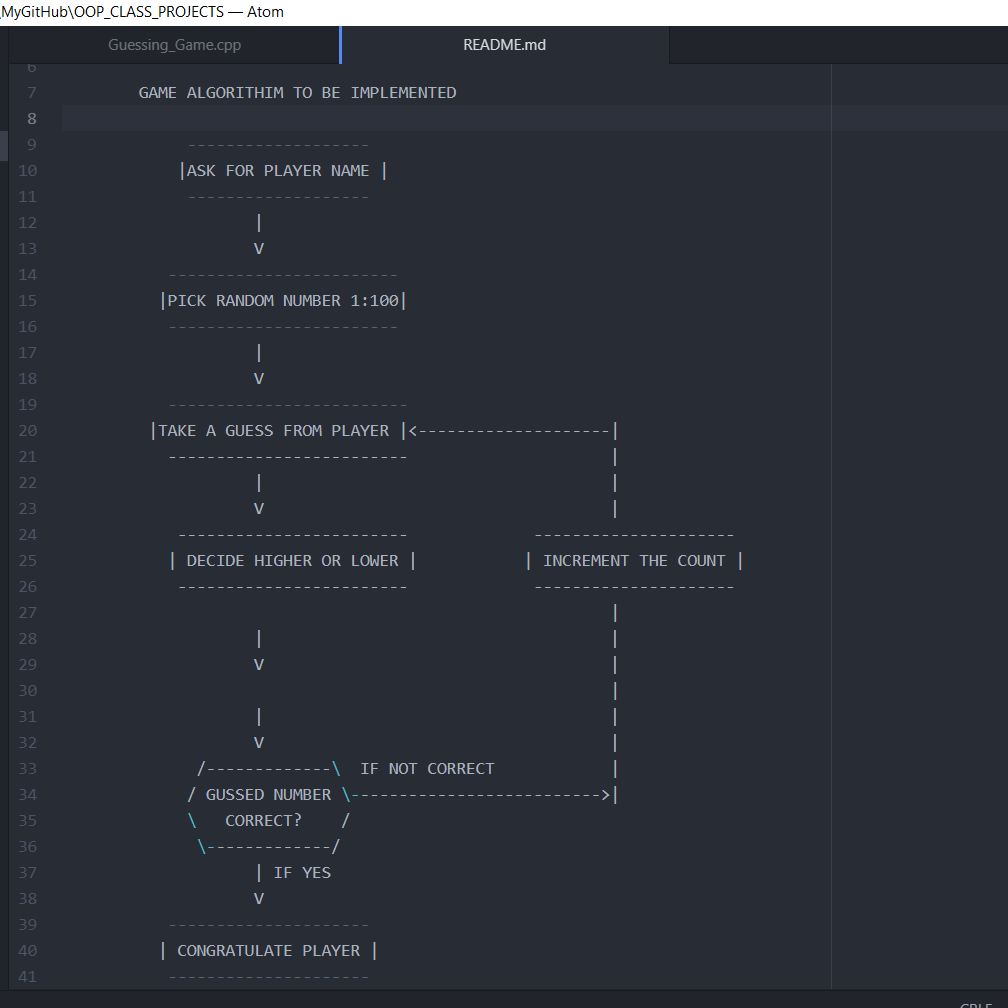 \MyGitHub\OOP_CLASS_PROJECTS — Atom
Guessing_Game.cpp README.md
6
7 GAME ALGORITHIM TO BE IMPLEMENTED
8
9 -------------------
10 |ASK FOR PLAYER NAME |
11 -------------------
12 |
13 V
14 ------------------------
15 |PICK RANDOM NUMBER 1:100|
16 ------------------------
17 |
18 V
19 -------------------------
20 |TAKE A GUESS FROM PLAYER |<--------------------|
21 ------------------------- |
22 | |
23 V |
24 ------------------------ ---------------------
25 | DECIDE HIGHER OR LOWER | | INCREMENT THE COUNT |
26 ------------------------ ---------------------
27 |
28 | |
29 V |
30 |
31 | |
32 V |
33 /-------------\ IF NOT CORRECT |
34 / GUSSED NUMBER \-------------------------->|
35 \ CORRECT? /
36 \-------------/
37 | IF YES
38 V
39 ---------------------
40 | CONGRATULATE PLAYER |
41 ---------------------